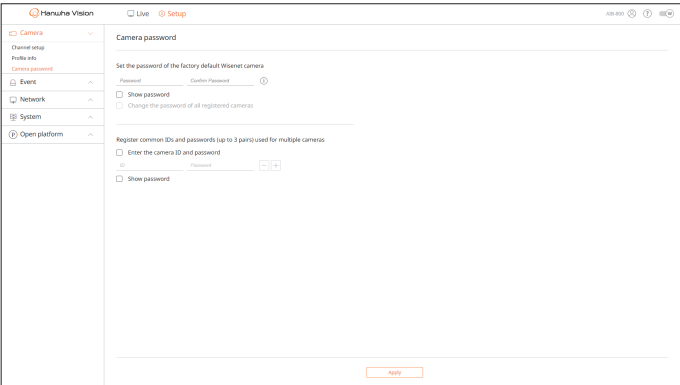 Hanwha Vision
Live
Setup
AIB-800
Camera
Channel setup
Profile info
Camera password
Event
Network
System
Open platform
Camera password
Set the password of the factory default Wisenet camera
Password Confirm Password
Show password
Change the password of all registered cameras
Register common IDs and passwords (up to 3 pairs) used for multiple cameras
Enter the camera ID and password
ID Password
Show password
Apply